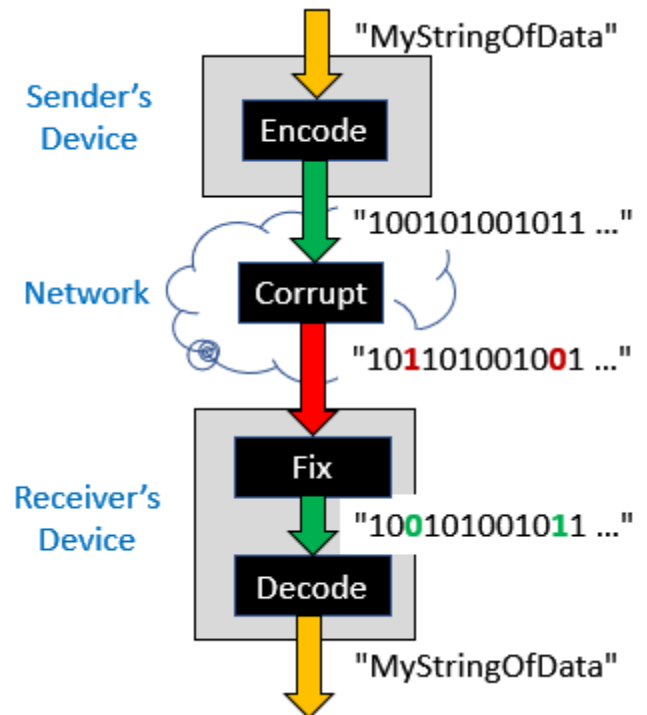 "MyStringOfData"
Sender's
Device
Encode
"100101001011 ..."
Network
Corrupt
"101101001001 ..."
Fix
Receiver's
Device
"100101001011 ..."
Decode
"MyStringOfData"